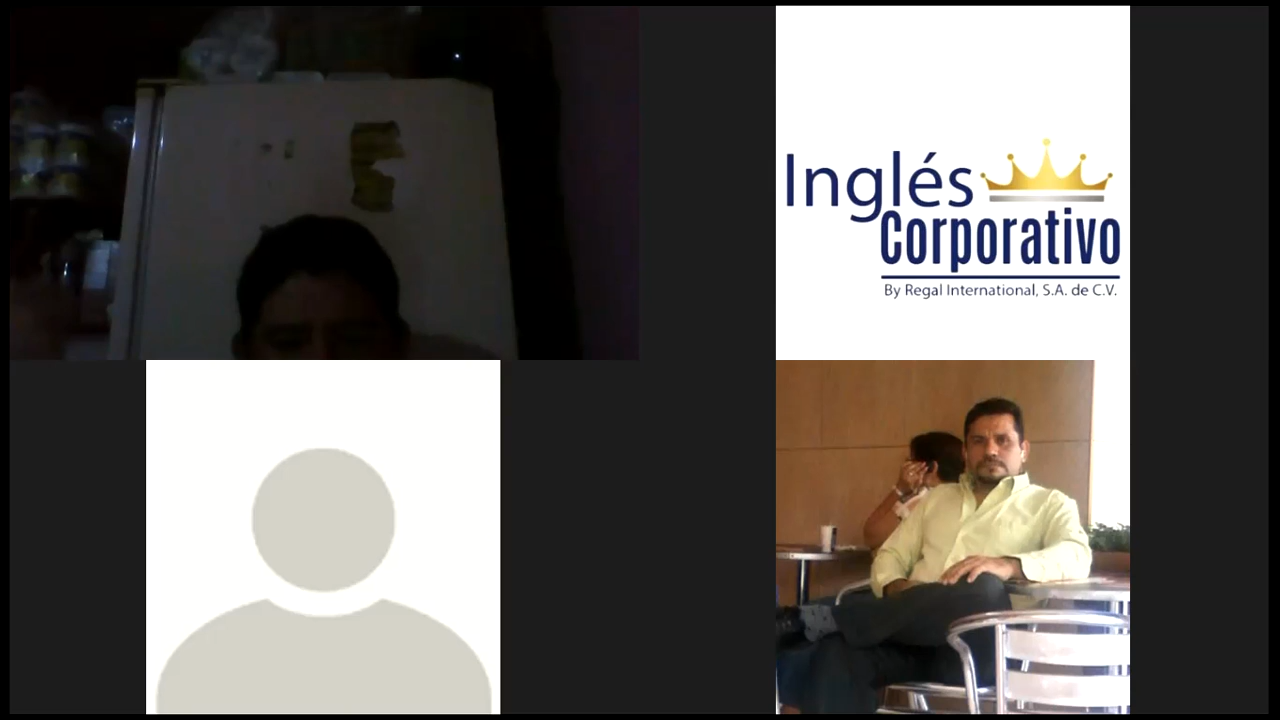 Inglés
Corporativo
By Regal International, S.A. de C.V.